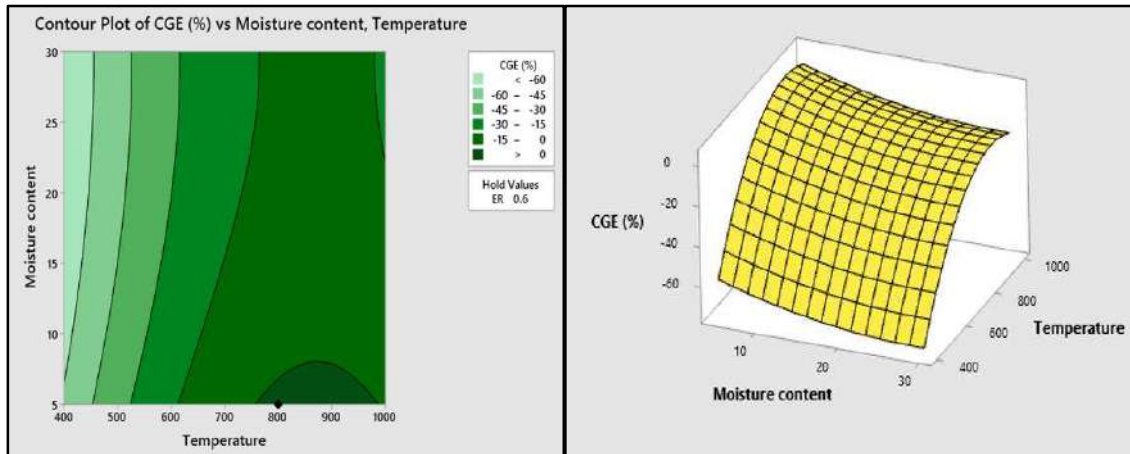 Contour Plot of CGE (%) vs Moisture content, Temperature
30
25
20
15
10
5
Moisture content
400 500 600 700 800 900 1000
Temperature
CGE (%)
< -60
-60 – -45
-45 – -30
-30 – -15
-15 – 0
> 0
Hold Values
ER 0.6
0
-20
-40
-60
CGE (%)
10
20
30
Moisture content
400
600
800
1000
Temperature